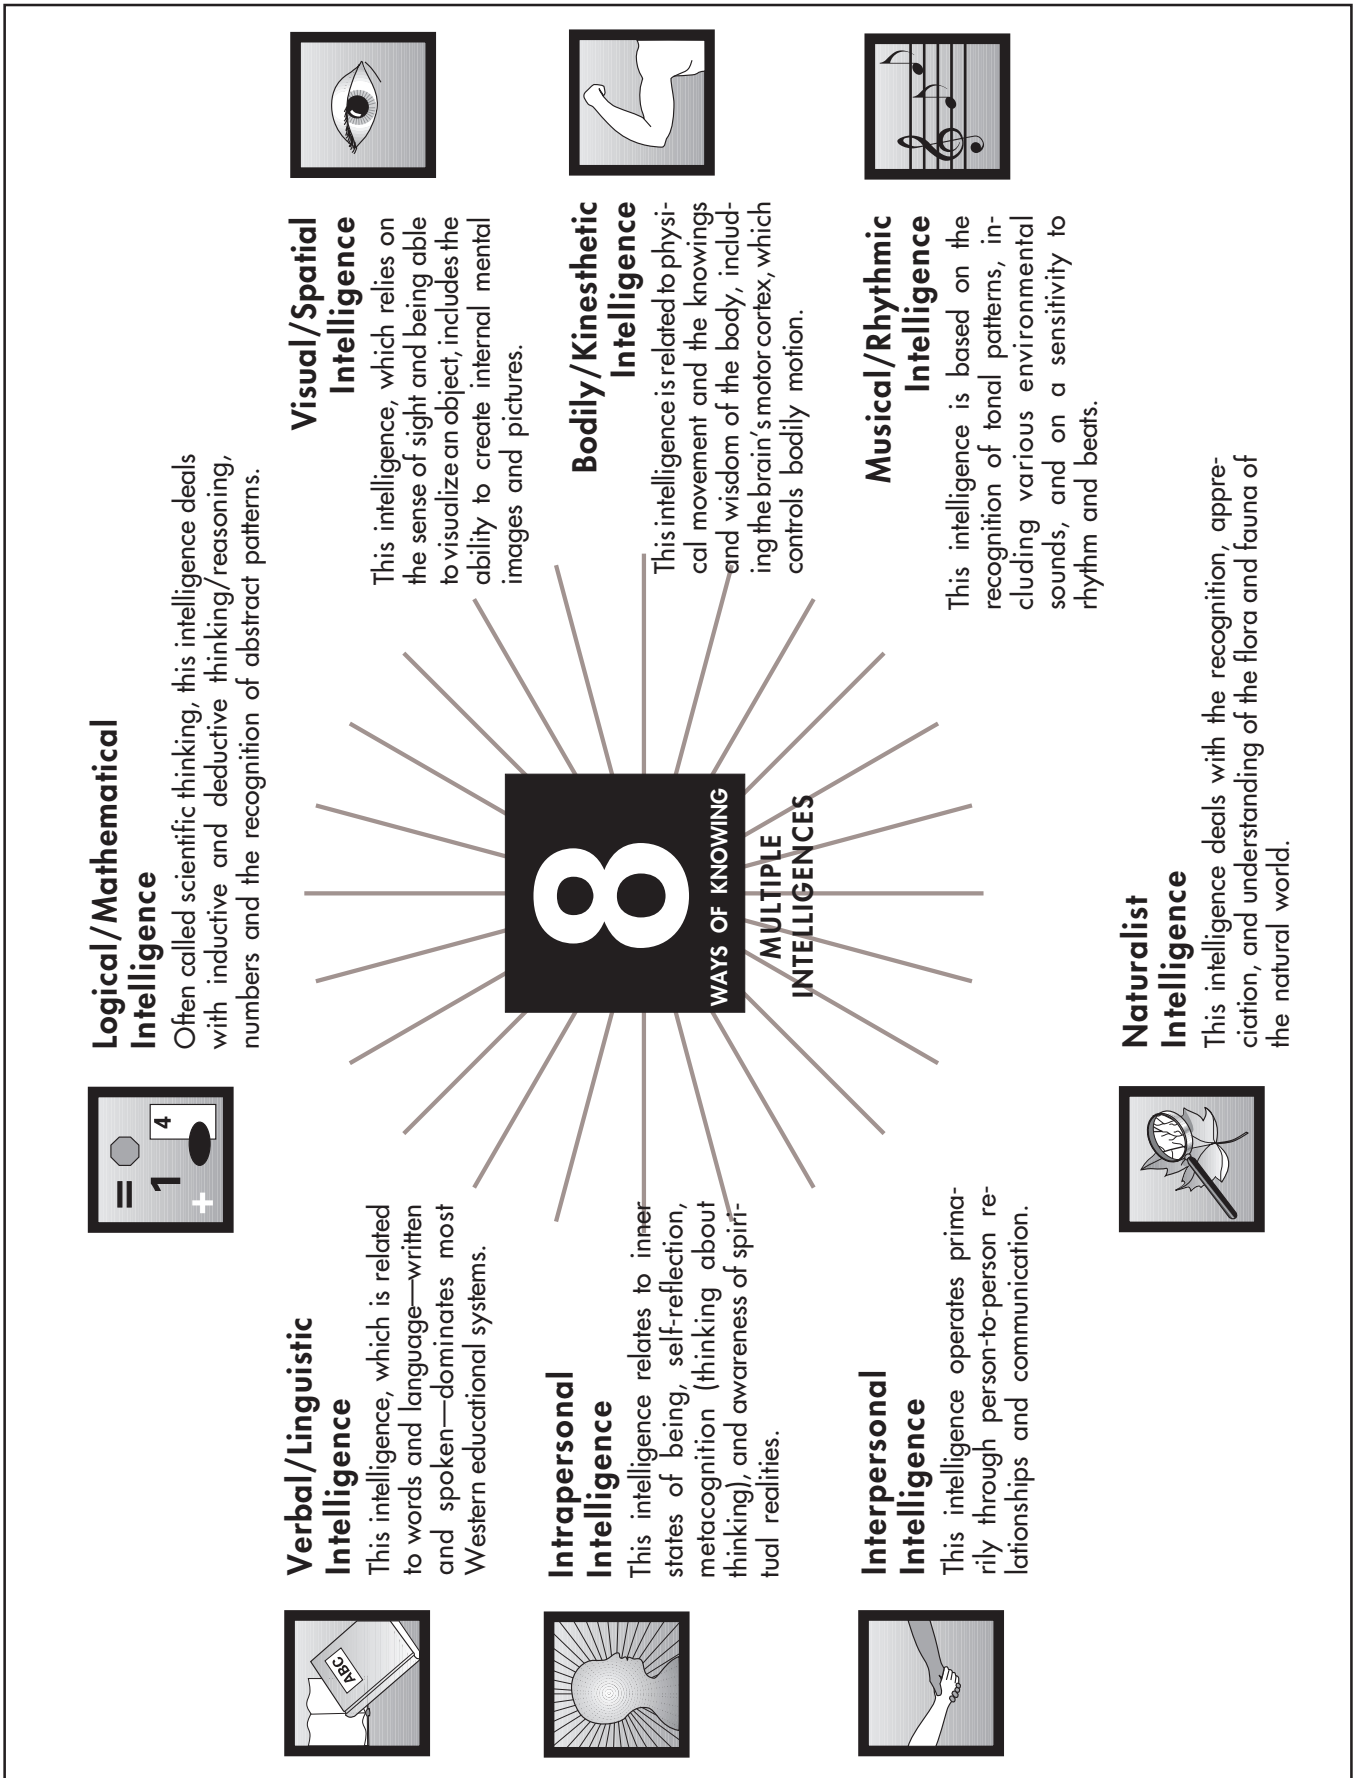 Logical/Mathematical
Intelligence
Often called scientific thinking, this intelligence deals
with inductive and deductive thinking/reasoning,
numbers and the recognition of abstract patterns.
= 1 + 4
Verbal/Linguistic
Intelligence
This intelligence, which is related
to words and language—written
and spoken—dominates most
Western educational systems.
ABC
Visual/Spatial
Intelligence
This intelligence, which relies on
the sense of sight and being able
to visualize an object, includes the
ability to create internal mental
images and pictures.
Intrapersonal
Intelligence
This intelligence relates to inner
states of being, self-reflection,
metacognition (thinking about
thinking), and awareness of spiri-
tual realities.
8
WAYS OF KNOWING
MULTIPLE
INTELLIGENCES
Bodily/Kinesthetic
Intelligence
This intelligence is related to physi-
cal movement and the knowings
and wisdom of the body, includ-
ing the brain's motor cortex, which
controls bodily motion.
Interpersonal
Intelligence
This intelligence operates prima-
rily through person-to-person re-
lationships and communication.
Musical/Rhythmic
Intelligence
This intelligence is based on the
recognition of tonal patterns, in-
cluding various environmental
sounds, and on a sensitivity to
rhythm and beats.
Naturalist
Intelligence
This intelligence deals with the recognition, appre-
ciation, and understanding of the flora and fauna of
the natural world.